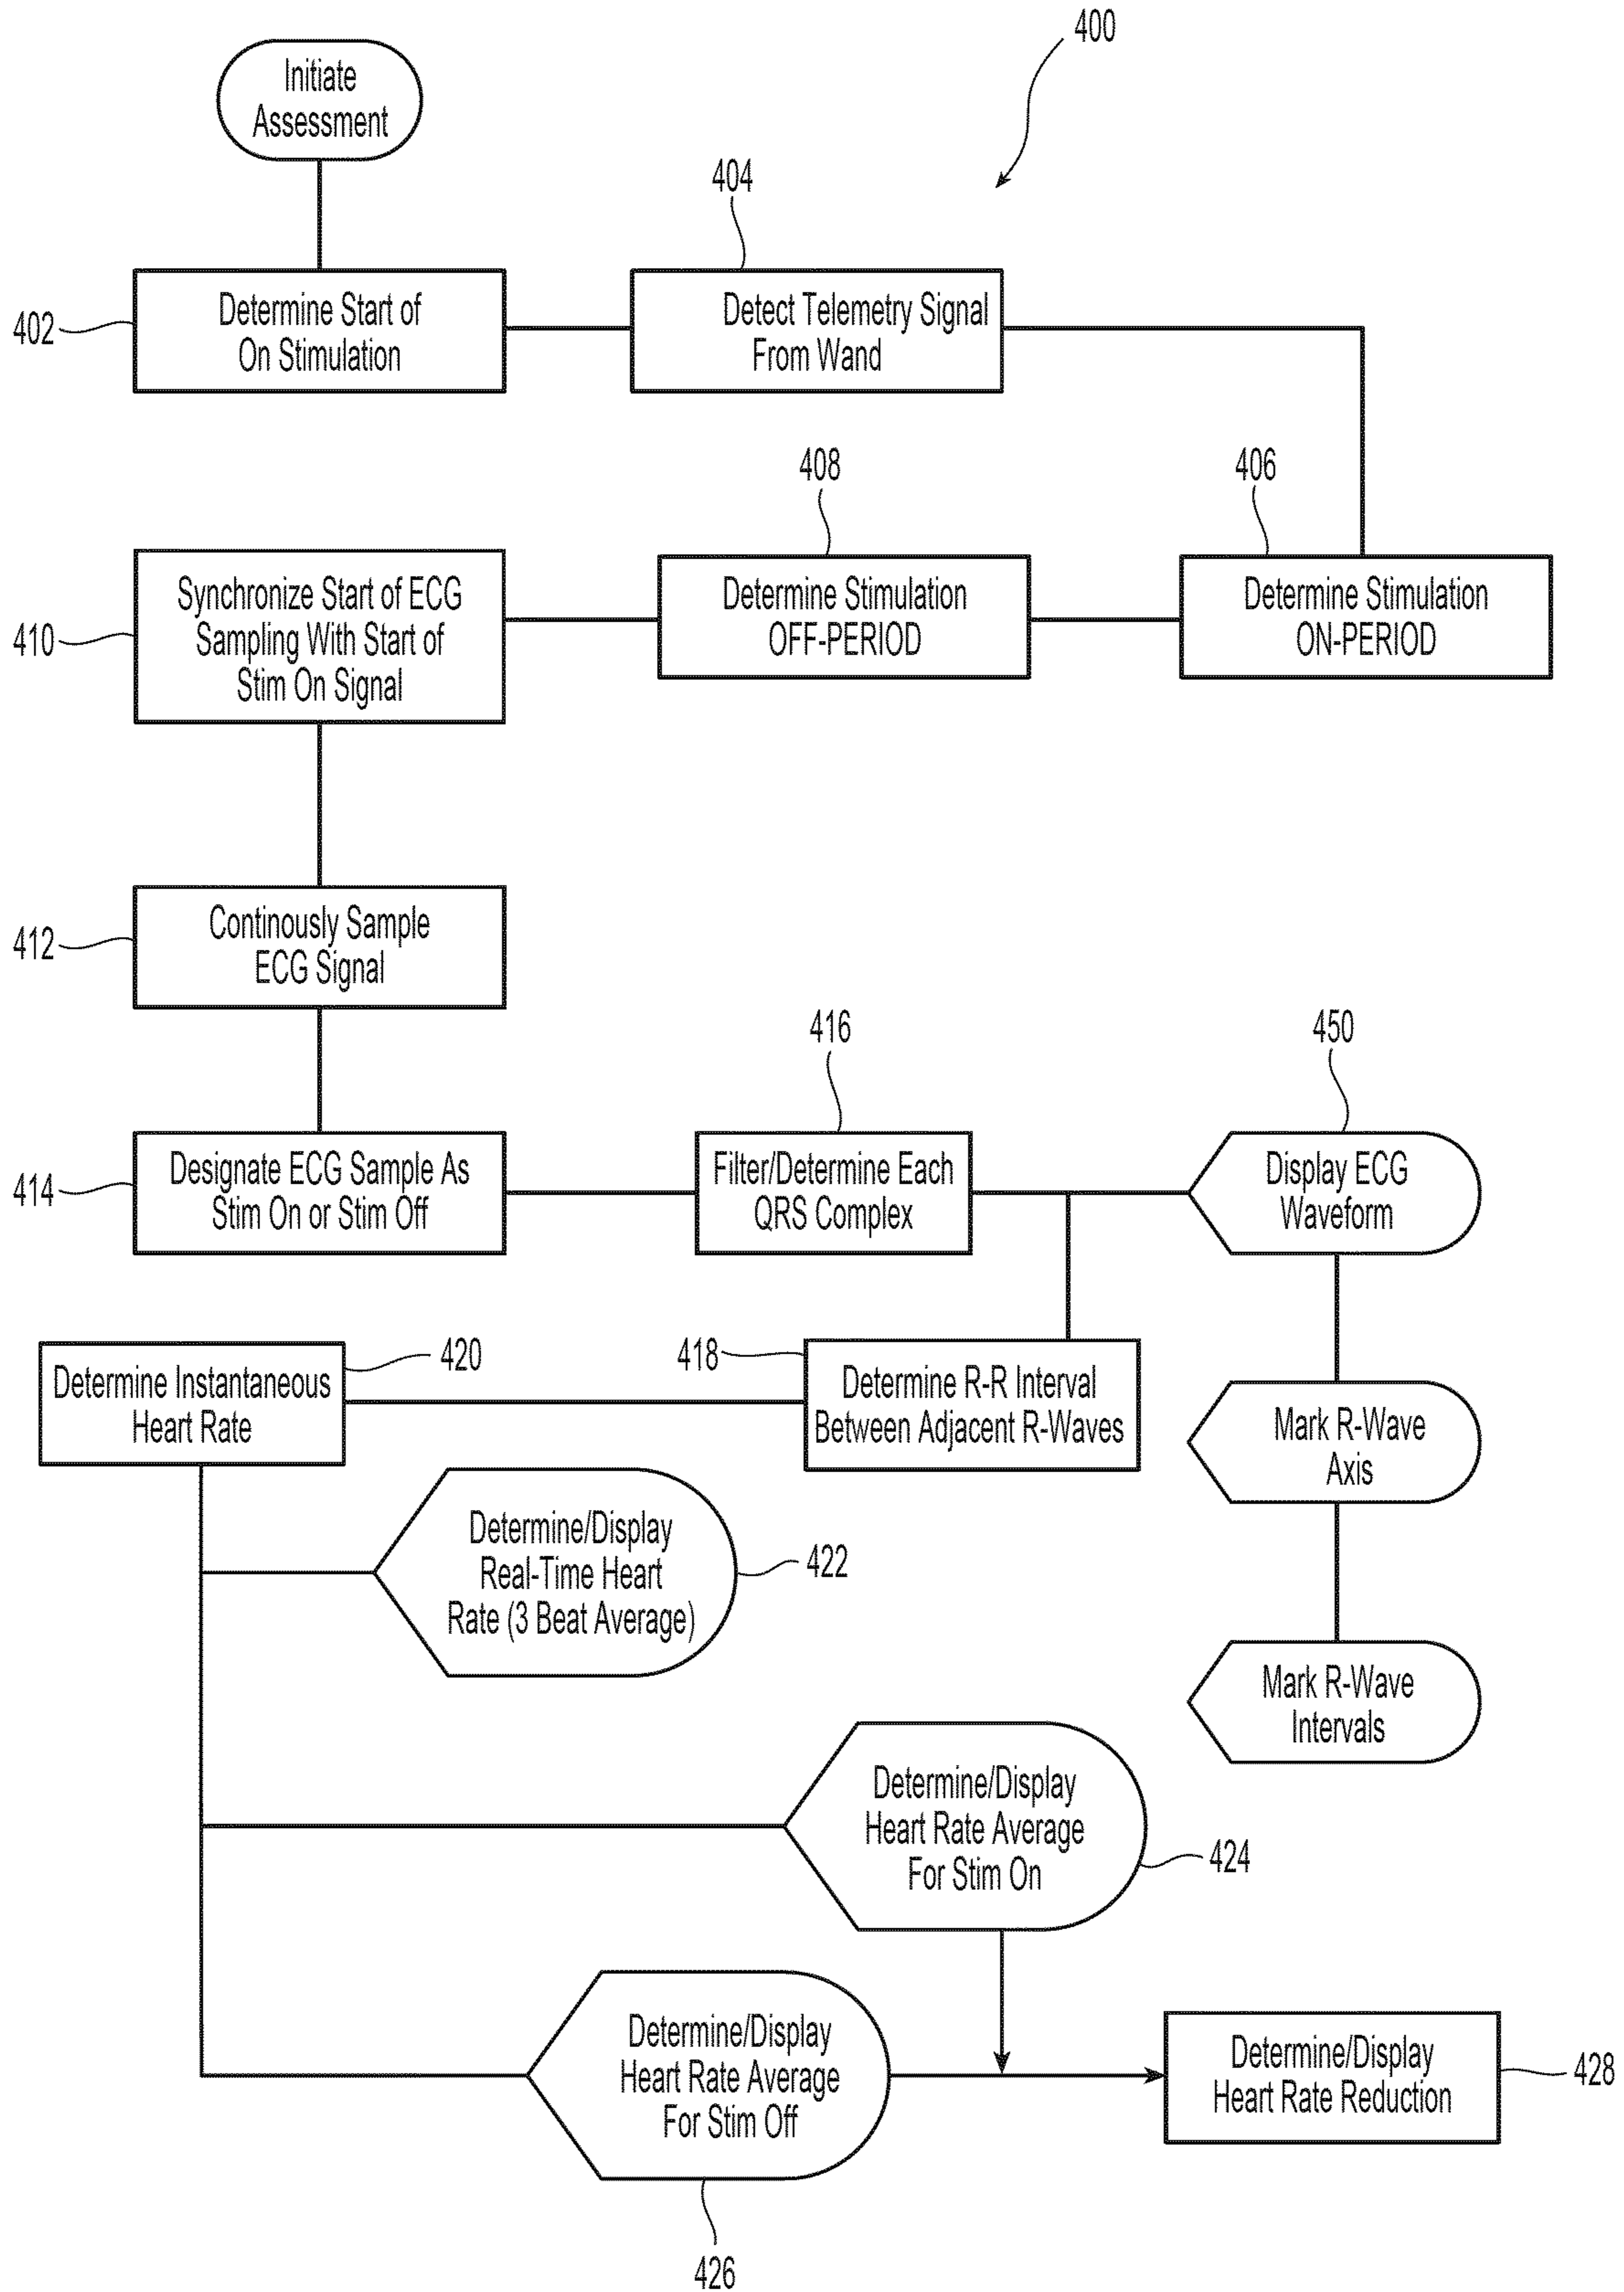 400
Initiate
Assessment
404
402
Determine Start of
On Stimulation
Detect Telemetry Signal
From Wand
408
406
410
Synchronize Start of ECG
Sampling With Start of
Stim On Signal
Determine Stimulation
OFF-PERIOD
Determine Stimulation
ON-PERIOD
412
Continously Sample
ECG Signal
416
450
414
Designate ECG Sample As
Stim On or Stim Off
Filter/Determine Each
QRS Complex
Display ECG
Waveform
Determine Instantaneous
Heart Rate
420
418
Determine R-R Interval
Between Adjacent R-Waves
Mark R-Wave
Axis
Determine/Display
Real-Time Heart
Rate (3 Beat Average)
422
Mark R-Wave
Intervals
Determine/Display
Heart Rate Average
For Stim On
424
Determine/Display
Heart Rate Average
For Stim Off
426
Determine/Display
Heart Rate Reduction
428